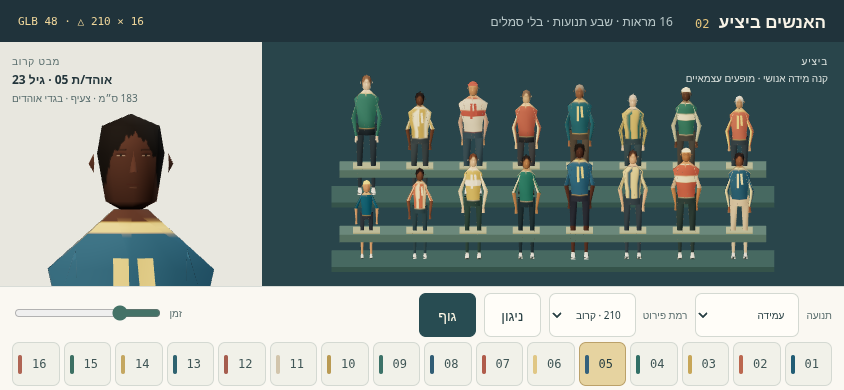 האנשים ביציע 02 16 מראות · שבע תנועות · בלי סמלים
GLB 48 · △ 210 × 16
ביציע
קנה מידה אנושי · מופעים עצמאיים
מבט קרוב
אוהד/ת 05 · גיל 23
183 ס״מ · צעיף · בגדי אוהדים
תנועה עמידה רמת פירוט 210 · קרוב ניגון גוף זמן
01 02 03 04 05 06 07 08 09 10 11 12 13 14 15 16